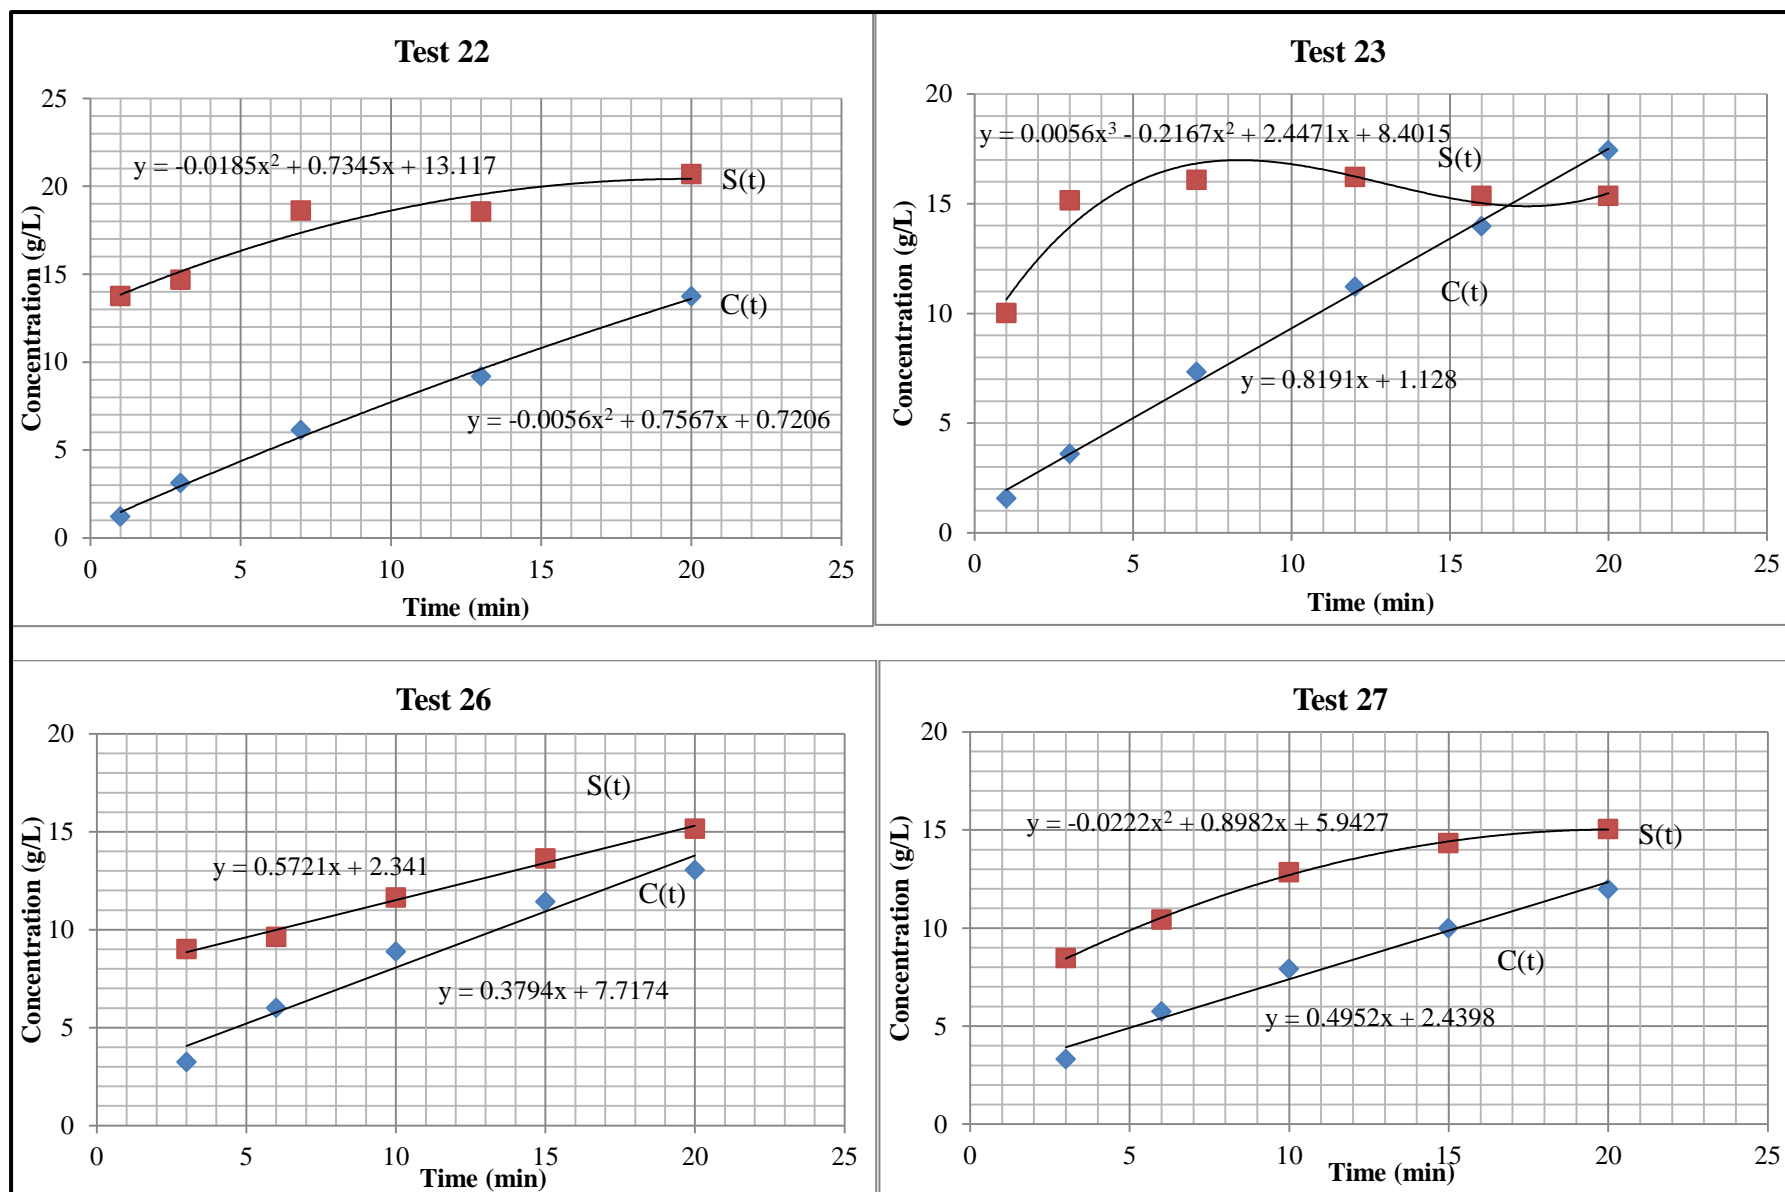 Test 22
Concentration (g/L)
25
20
15
10
5
0
y = -0.0185x² + 0.7345x + 13.117
S(t)
C(t)
y = -0.0056x² + 0.7567x + 0.7206
0 5 10 15 20 25
Time (min)
Test 23
Concentration (g/L)
20
15
10
5
0
y = 0.0056x³ - 0.2167x² + 2.4471x + 8.4015
S(t)
C(t)
y = 0.8191x + 1.128
0 5 10 15 20 25
Time (min)
Test 26
Concentration (g/L)
20
15
10
5
0
S(t)
y = 0.5721x + 2.341
C(t)
y = 0.3794x + 7.7174
0 5 10 15 20 25
Time (min)
Test 27
Concentration (g/L)
20
15
10
5
0
y = -0.0222x² + 0.8982x + 5.9427
S(t)
C(t)
y = 0.4952x + 2.4398
0 5 10 15 20 25
Time (min)